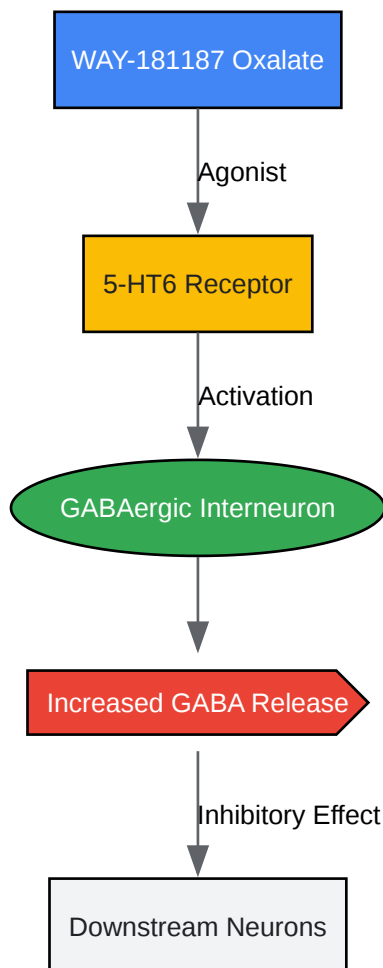 WAY-181187 Oxalate
Agonist
5-HT6 Receptor
Activation
GABAergic Interneuron
Increased GABA Release
Inhibitory Effect
Downstream Neurons